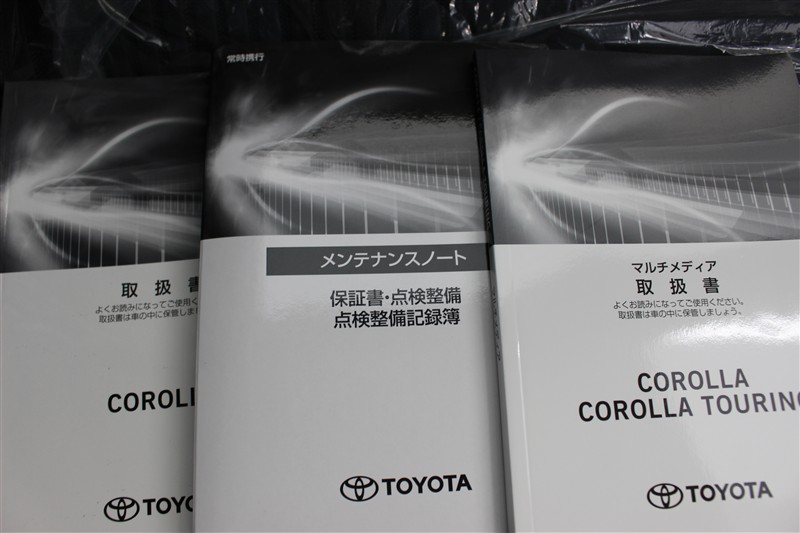 取扱
よくお読みになってご使用く
取扱書は車の中に保管しまし
COROLL
TOYO
常時携行
メンテナンスノート
保証書・点検整備
点検整備記録簿
TOYOTA
マルチメディア
取扱書
よくお読みになってご使用ください。
取扱書は車の中に保管しましょう。
COROLLA
COROLLA TOURING
TOYOTA